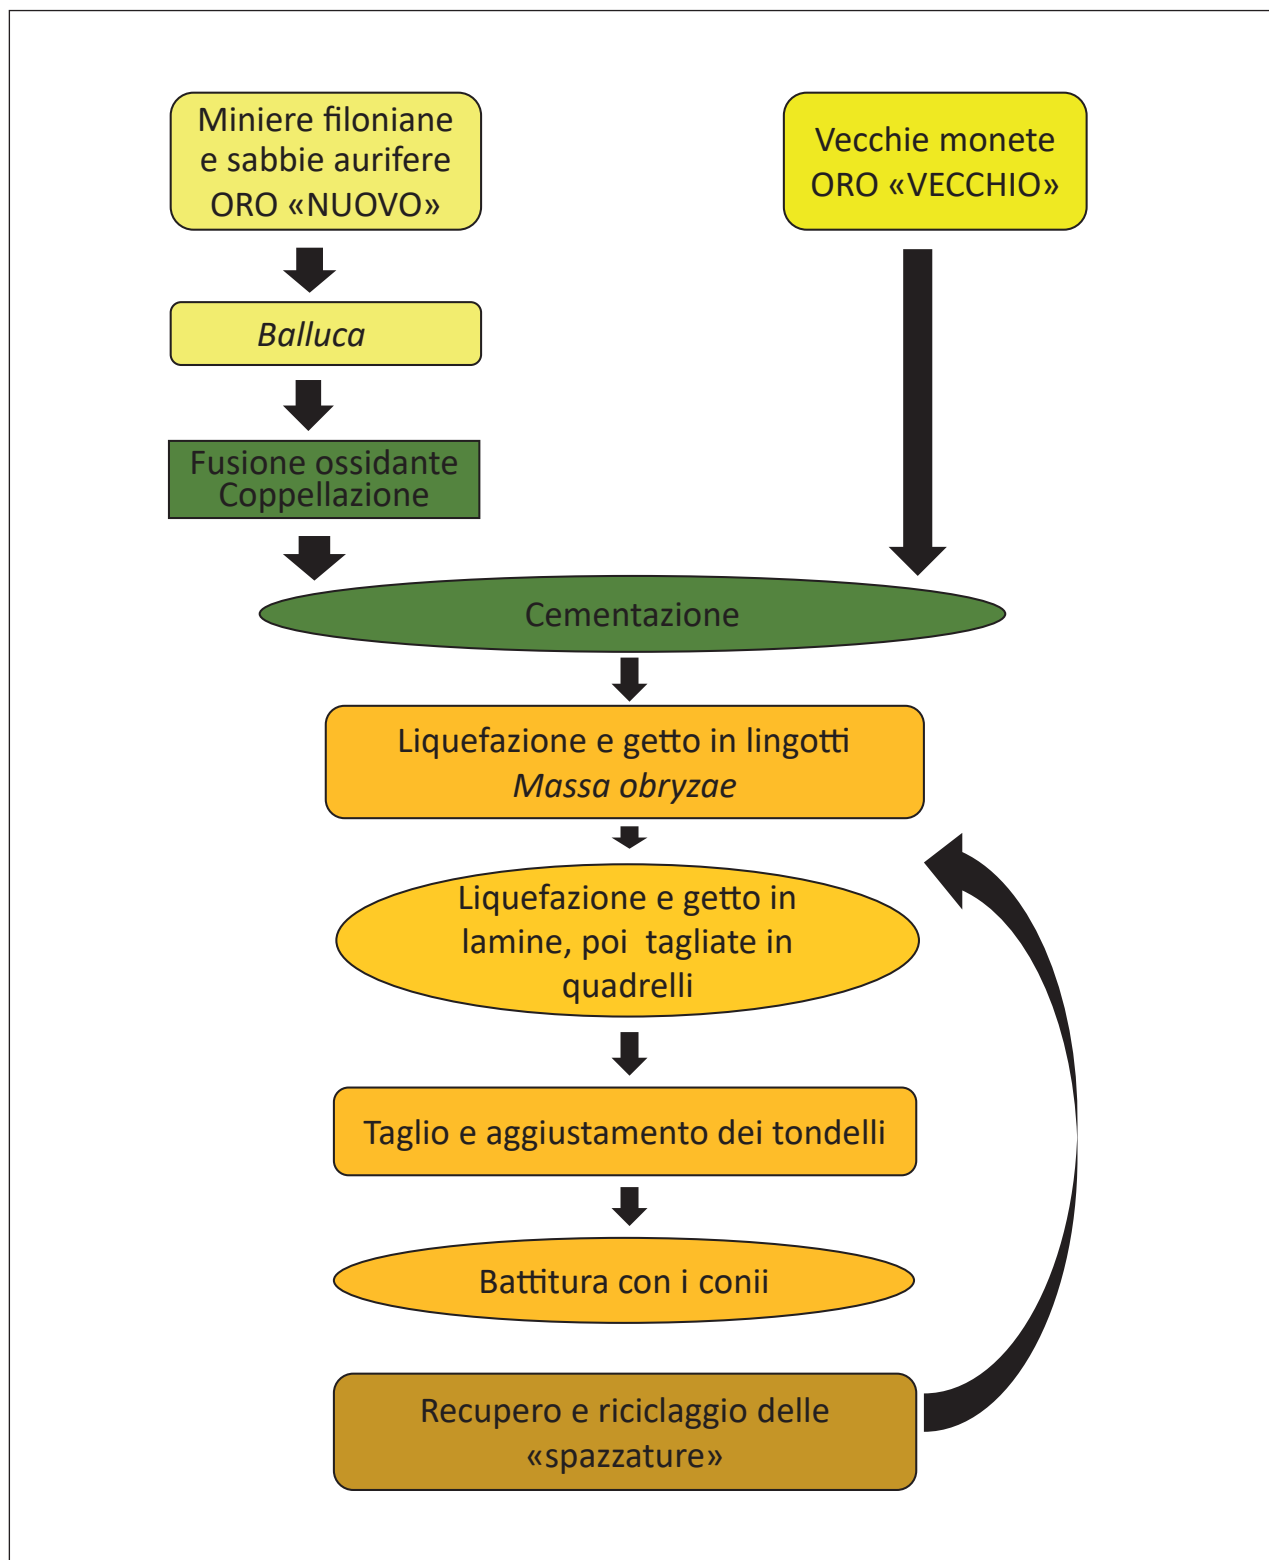 Miniere filoniane
e sabbie aurifere
ORO «NUOVO»
Vecchie monete
ORO «VECCHIO»
Balluca
Fusione ossidante
Coppellazione
Cementazione
Liquefazione e getto in lingotti
Massa obryzae
Liquefazione e getto in
lamine, poi  tagliate in
quadrelli
Taglio e aggiustamento dei tondelli
Battitura con i conii
Recupero e riciclaggio delle
«spazzature»